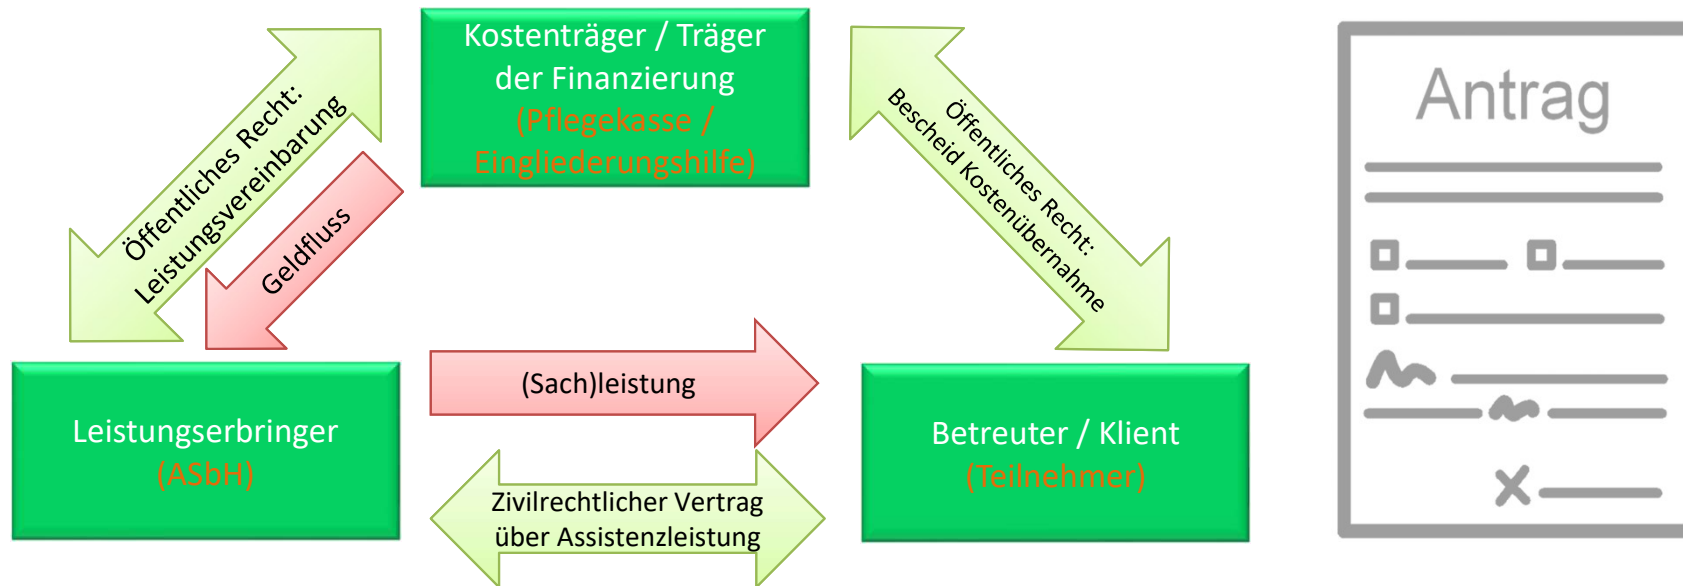 Kostenträger / Träger
der Finanzierung
(Pflegekasse /
Eingliederungshilfe)
Öffentliches Recht:
Leistungsvereinbarung
Geldfluss
Öffentliches Recht:
Bescheid Kostenübernahme
Antrag
Leistungserbringer
(ASbH)
(Sach)leistung
Betreuter / Klient
(Teilnehmer)
Zivilrechtlicher Vertrag
über Assistenzleistung